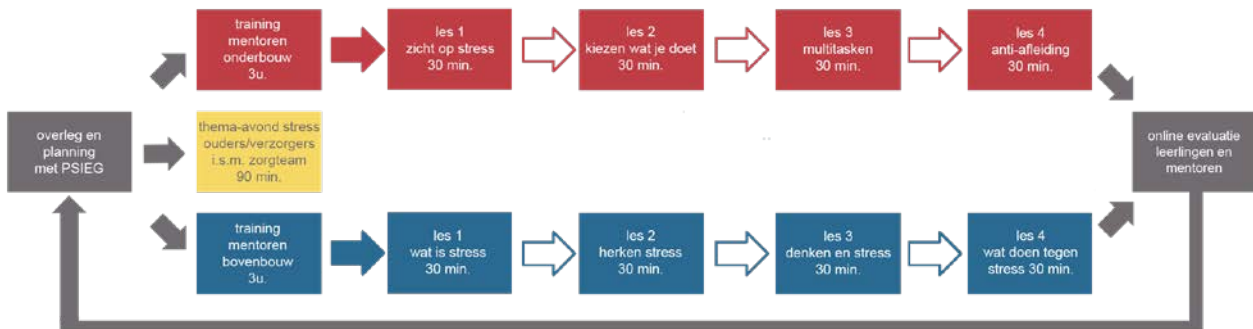 overleg en
planning
met PSIEG
training
mentoren
onderbouw
3u.
les 1
zicht op stress
30 min.
les 2
kiezen wat je doet
30 min.
les 3
multitasken
30 min.
les 4
anti-afleiding
30 min.
thema-avond stress
ouders/verzorgers
i.s.m. zorgteam
90 min.
training
mentoren
bovenbouw
3u.
les 1
wat is stress
30 min.
les 2
herken stress
30 min.
les 3
denken en stress
30 min.
les 4
wat doen tegen
stress 30 min.
online evaluatie
leerlingen en
mentoren